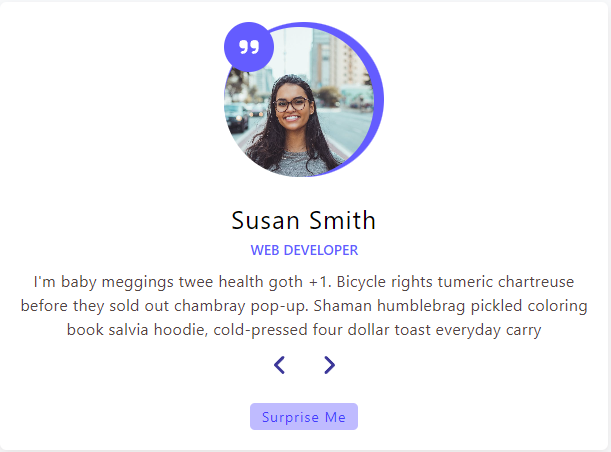 Susan Smith
WEB DEVELOPER
I'm baby meggings twee health goth +1. Bicycle rights tumeric chartreuse
before they sold out chambray pop-up. Shaman humblebrag pickled coloring
book salvia hoodie, cold-pressed four dollar toast everyday carry
Surprise Me